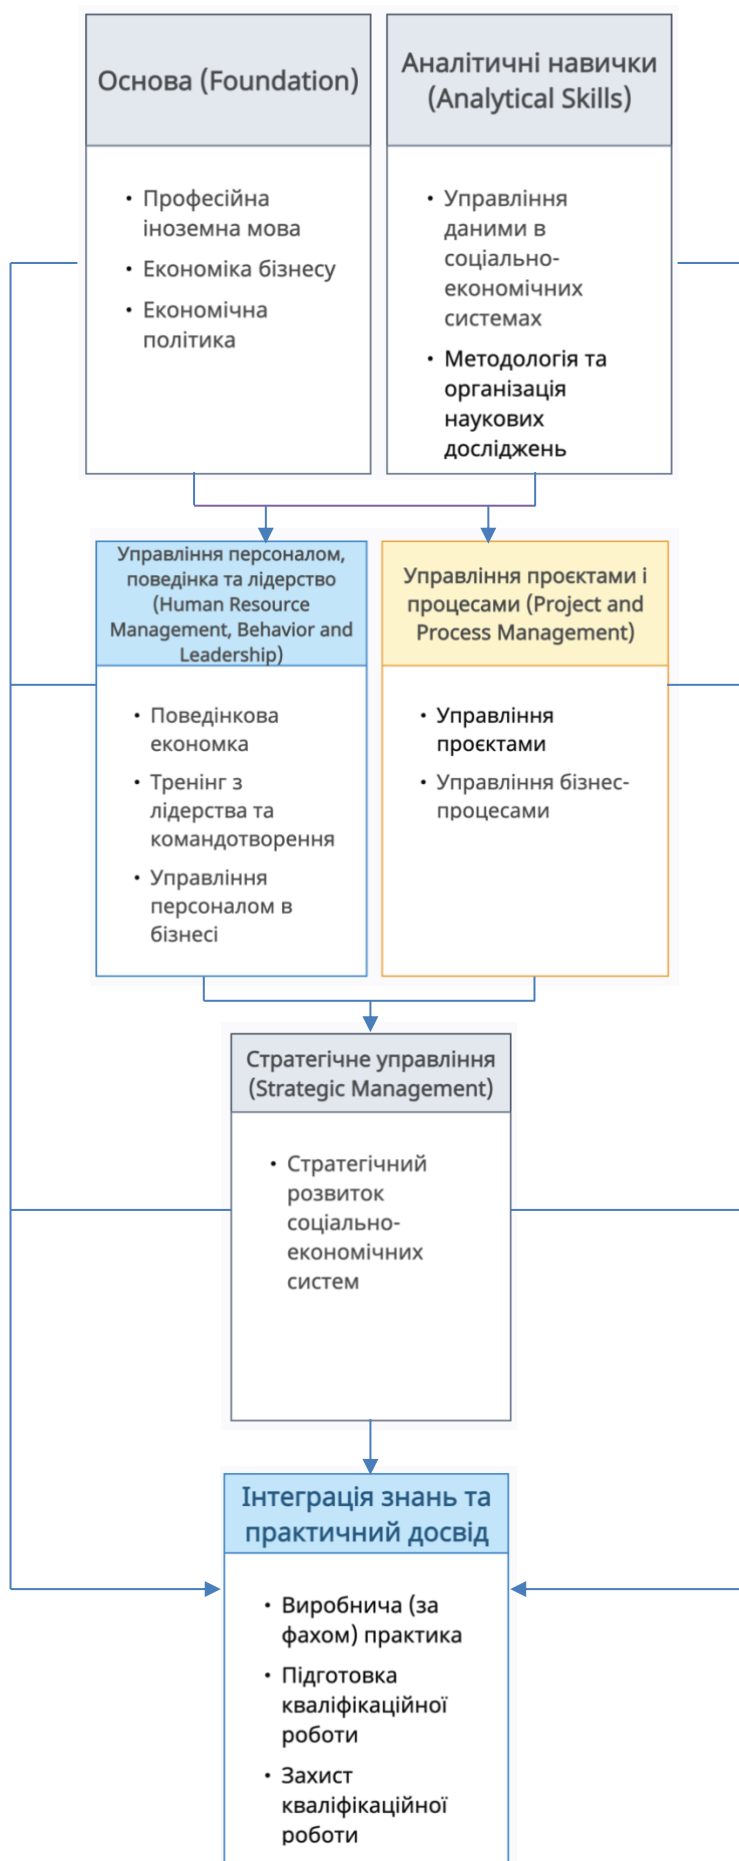 Основа (Foundation)
• Професійна
іноземна мова
• Економіка бізнесу
• Економічна
політика
Аналітичні навички
(Analytical Skills)
• Управління
даними в
соціально-
економічних
системах
• Методологія та
організація
наукових
досліджень
Управління персоналом,
поведінка та лідерство
(Human Resource
Management, Behavior and
Leadership)
• Поведінкова
економка
• Тренінг з
лідерства та
командотворення
• Управління
персоналом в
бізнесі
Управління проєктами і
процесами (Project and
Process Management)
• Управління
проєктами
• Управління бізнес-
процесами
Стратегічне управління
(Strategic Management)
• Стратегічний
розвиток
соціально-
економічних
систем
Інтеграція знань та
практичний досвід
• Виробнича (за
фахом) практика
• Підготовка
кваліфікаційної
роботи
• Захист
кваліфікаційної
роботи